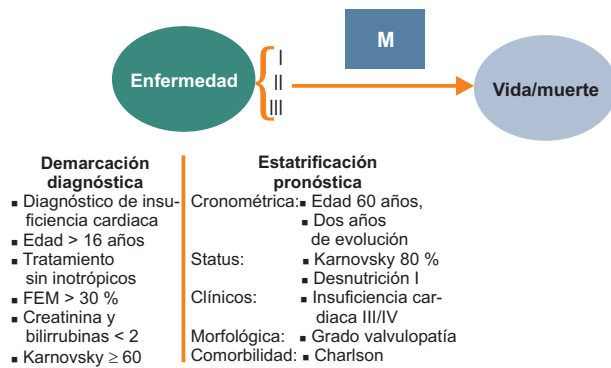 M
Enfermedad
I
II
III
Vida/muerte
Demarcación
diagnóstica
▪ Diagnóstico de insu-
ficiencia cardiaca
▪ Edad > 16 años
▪ Tratamiento
sin inotrópicos
▪ FEM > 30 %
▪ Creatinina y
bilirrubinas < 2
▪ Karnovsky ≥ 60
Estratificación
pronóstica
Cronométrica: ▪ Edad 60 años,
▪ Dos años
de evolución
Status: ▪ Karnovsky 80 %
▪ Desnutrición I
Clínicos: ▪ Insuficiencia car-
diaca III/IV
Morfológica: ▪ Grado valvulopatía
Comorbilidad: ▪ Charlson